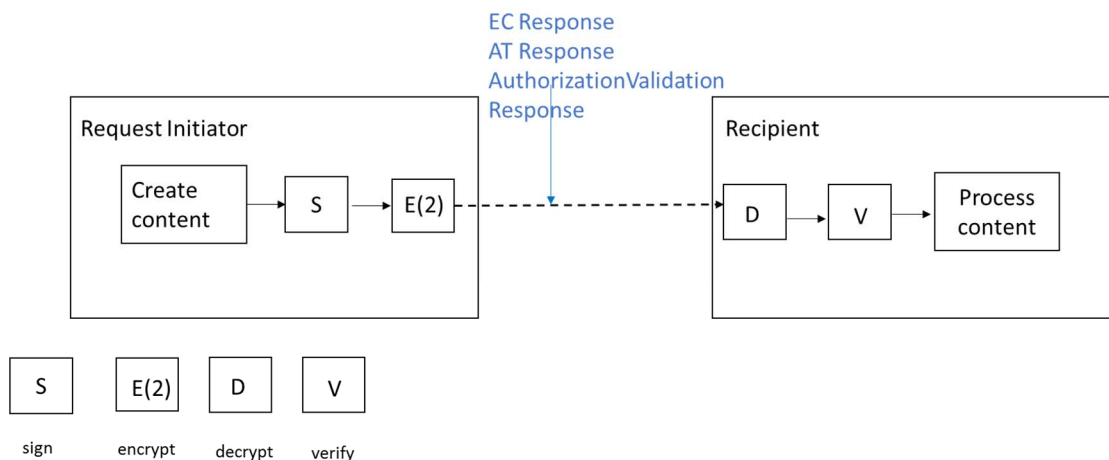 EC Response
AT Response
AuthorizationValidation
Response
Request Initiator
Recipient
Create
content
S
E(2)
D
V
Process
content
S
E(2)
D
V
sign
encrypt
decrypt
verify